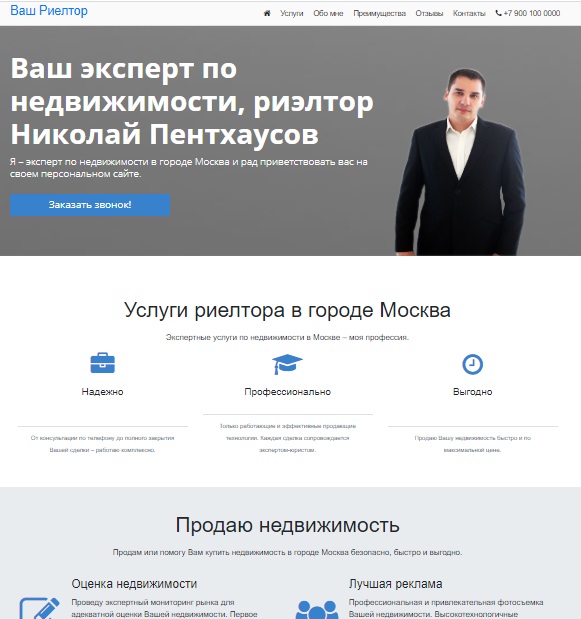 Ваш Риелтор
Услуги Обо мне Преимущества Отзывы Контакты +7 900 100 0000
Ваш эксперт по
недвижимости, риэлтор
Николай Пентхаусов
Я – эксперт по недвижимости в городе Москва и рад приветствовать вас на
своем персональном сайте.
Заказать звонок!
Услуги риелтора в городе Москва
Экспертные услуги по недвижимости в Москве – моя профессия.
Надежно
Профессионально
Выгодно
От консультации по телефону до полного закрытия
Вашей сделки – работаю комплексно.
Только работающие и эффективные продающие
технологии. Каждая сделка сопровождается
экспертом-юристом.
Продаю Вашу недвижимость быстро и по
максимальной цене.
Продаю недвижимость
Продам или помогу Вам купить недвижимость в городе Москва безопасно, быстро и выгодно.
Оценка недвижимости
Проведу экспертный мониторинг рынка для
адекватной оценки Вашей недвижимости. Первое
Лучшая реклама
Профессиональная и привлекательная фотосъемка
Вашей недвижимости. Высокотехнологичные